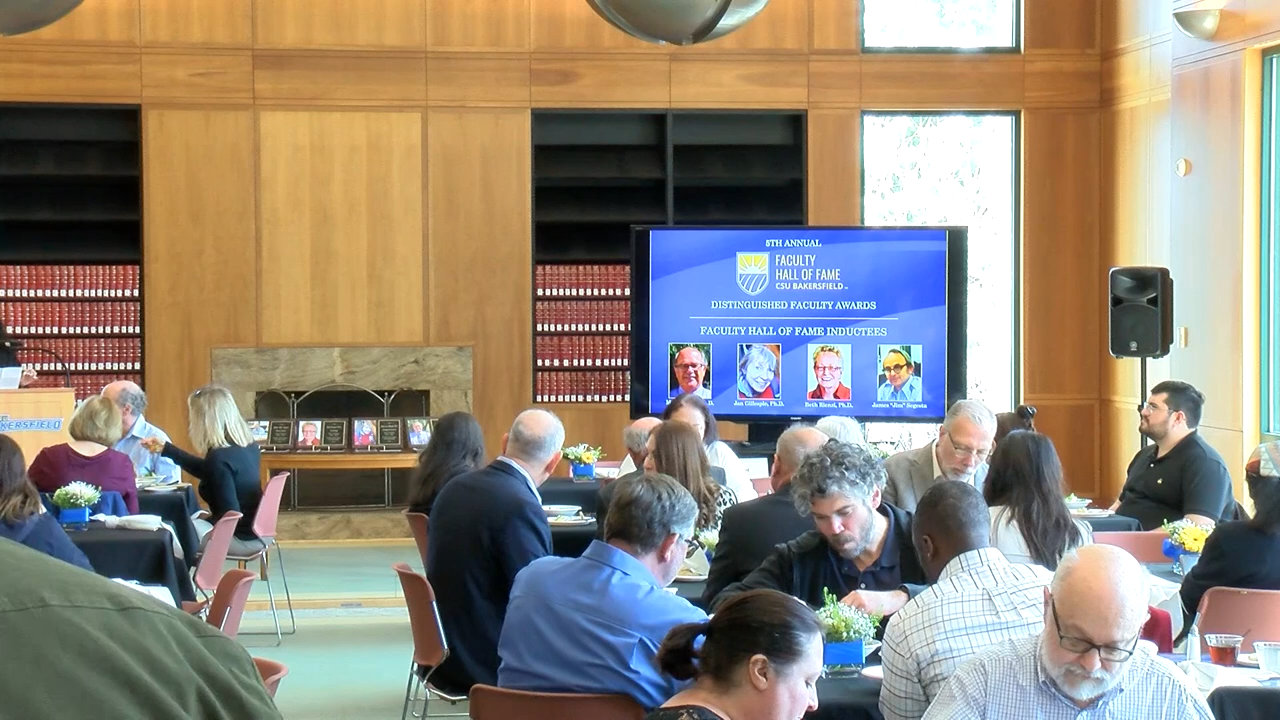 5TH ANNUAL
FACULTY
HALL OF FAME
CSU BAKERSFIELD
DISTINGUISHED FACULTY AWARDS
FACULTY HALL OF FAME INDUCTEES
Jan Gillespie, Ph.D.
Beth Rienzi, Ph.D.
James "Jim" Segesta